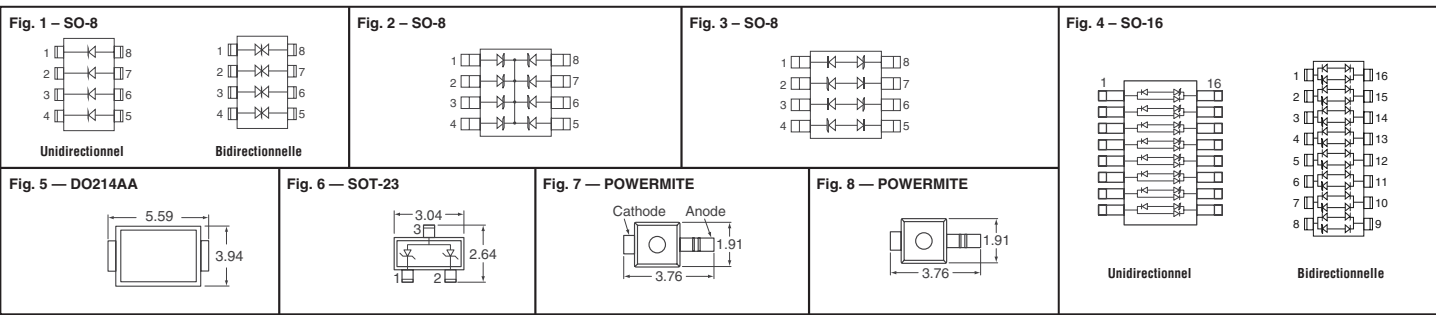 Fig. 1 – SO-8
1 8
2 7
3 6
4 5
Unidirectionnel
1 8
2 7
3 6
4 5
Bidirectionnelle
Fig. 2 – SO-8
1 8
2 7
3 6
4 5
Fig. 3 – SO-8
1 8
2 7
3 6
4 5
Fig. 4 – SO-16
1 16
Unidirectionnel
1 16
2 15
3 14
4 13
5 12
6 11
7 10
8 9
Bidirectionnelle
Fig. 5 — DO214AA
5.59
3.94
Fig. 6 — SOT-23
3.04
3
2.64
1 2
Fig. 7 — POWERMITE
Cathode Anode
1.91
3.76
Fig. 8 — POWERMITE
1.91
3.76